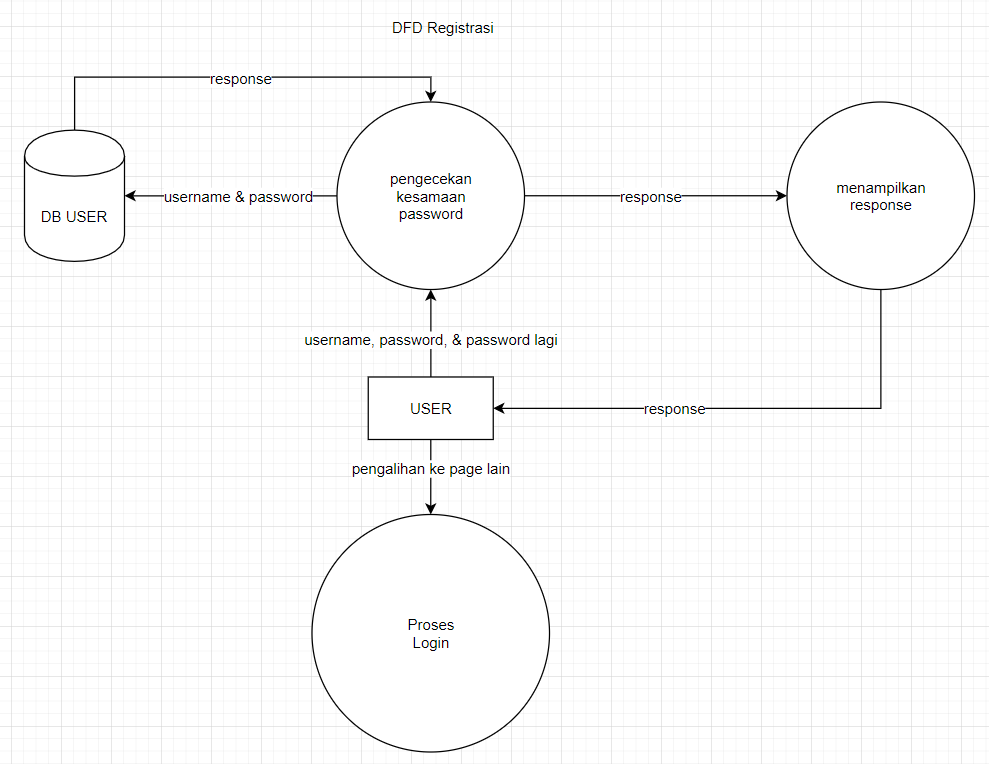 DFD Registrasi
response
pengecekan
kesamaan
password
menampilkan
response
username & password
response
DB USER
username, password, & password lagi
USER
response
pengalihan ke page lain
Proses
Login